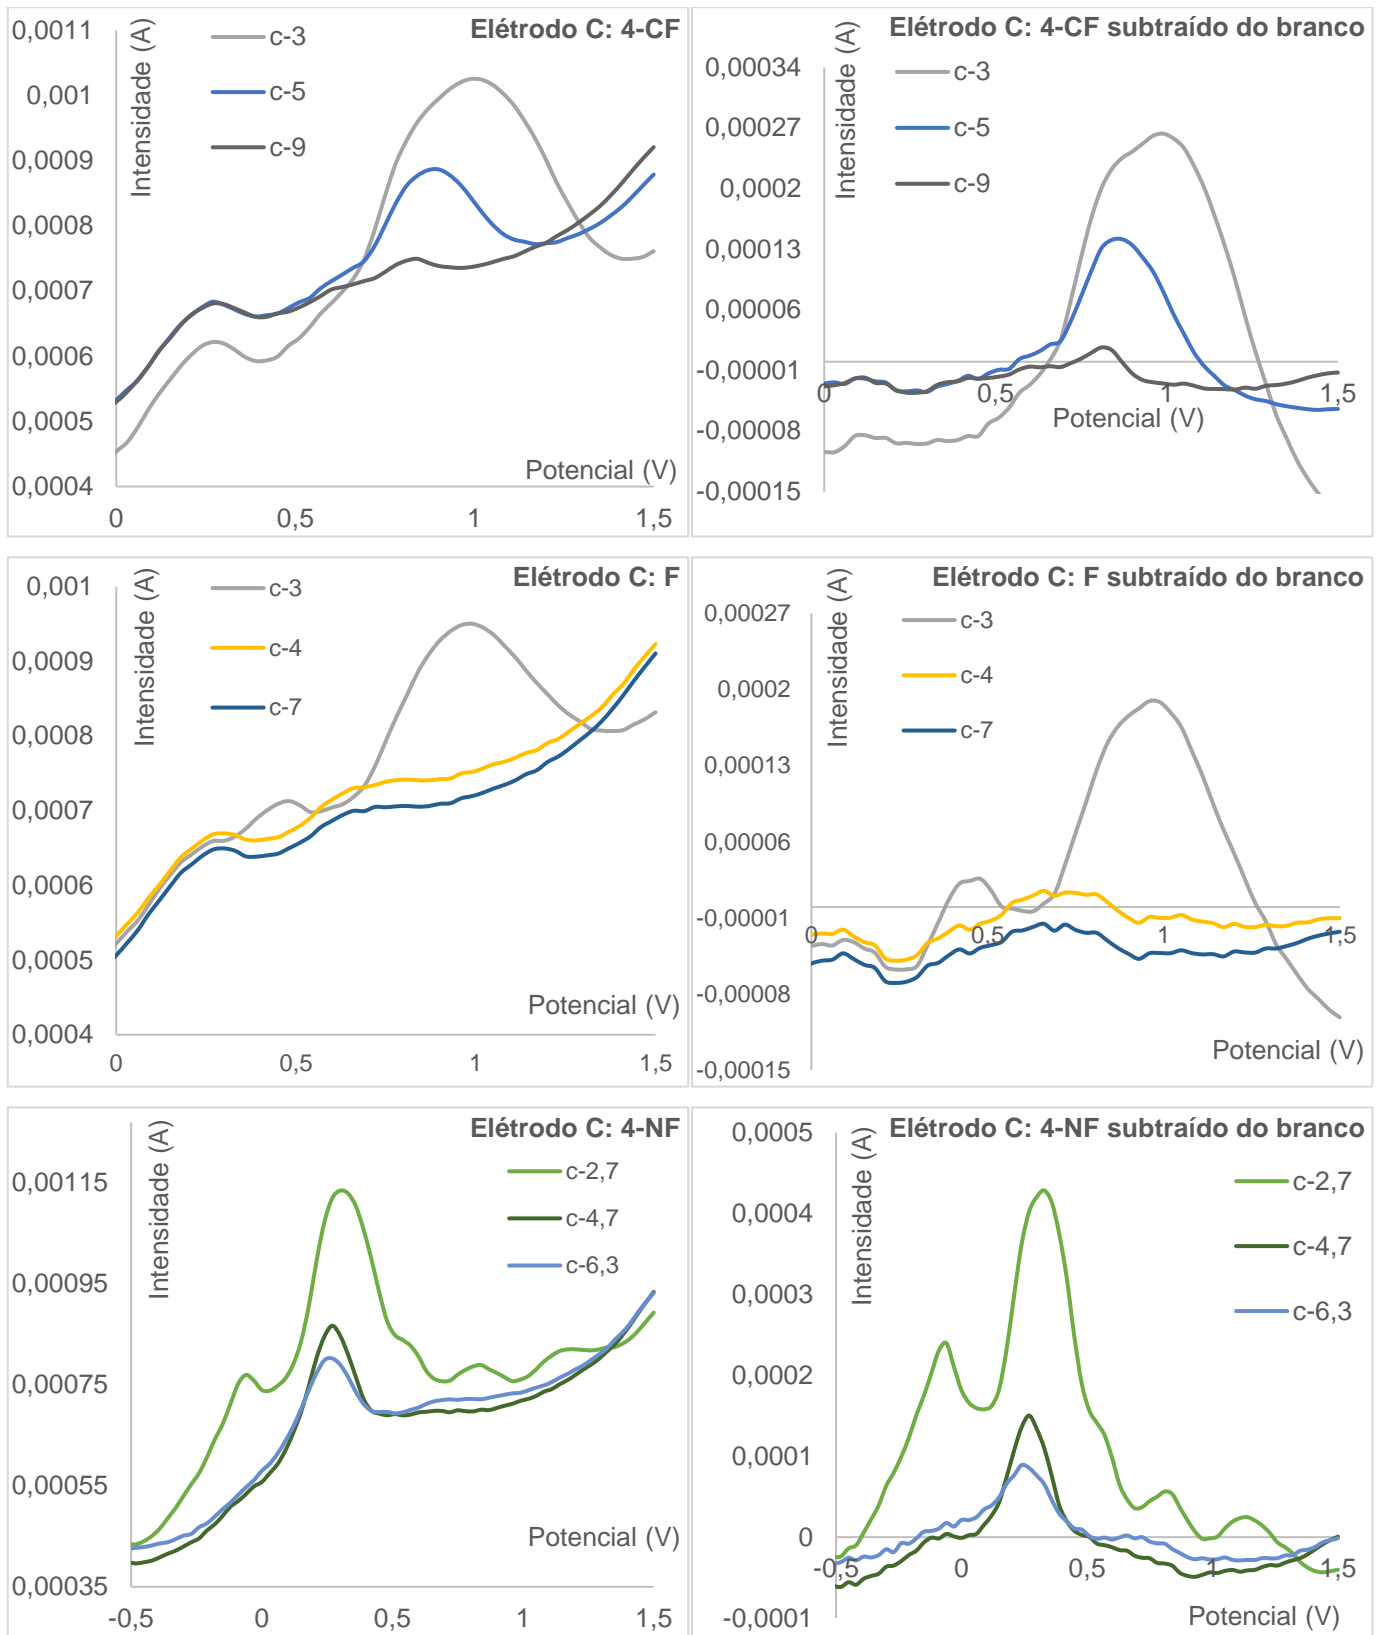 Elétrodo C: 4-CF
Intensidade (A)
c-3
c-5
c-9
0,0011
0,001
0,0009
0,0008
0,0007
0,0006
0,0005
0,0004
Potencial (V)
0
0,5
1
1,5
Elétrodo C: 4-CF subtraído do branco
Intensidade (A)
c-3
c-5
c-9
0,00034
0,00027
0,0002
0,00013
0,00006
-0,00001
-0,00008
-0,00015
0
0,5
1
1,5
Potencial (V)
Elétrodo C: F
Intensidade (A)
c-3
c-4
c-7
0,001
0,0009
0,0008
0,0007
0,0006
0,0005
0,0004
Potencial (V)
0
0,5
1
1,5
Elétrodo C: F subtraído do branco
Intensidade (A)
c-3
c-4
c-7
0,00027
0,0002
0,00013
0,00006
-0,00001
-0,00008
-0,00015
0
0,5
1
1,5
Potencial (V)
Elétrodo C: 4-NF
Intensidade (A)
c-2,7
c-4,7
c-6,3
0,00115
0,00095
0,00075
0,00055
0,00035
Potencial (V)
-0,5
0
0,5
1
1,5
Elétrodo C: 4-NF subtraído do branco
Intensidade (A)
c-2,7
c-4,7
c-6,3
0,0005
0,0004
0,0003
0,0002
0,0001
0
-0,0001
-0,5
0
0,5
1
1,5
Potencial (V)